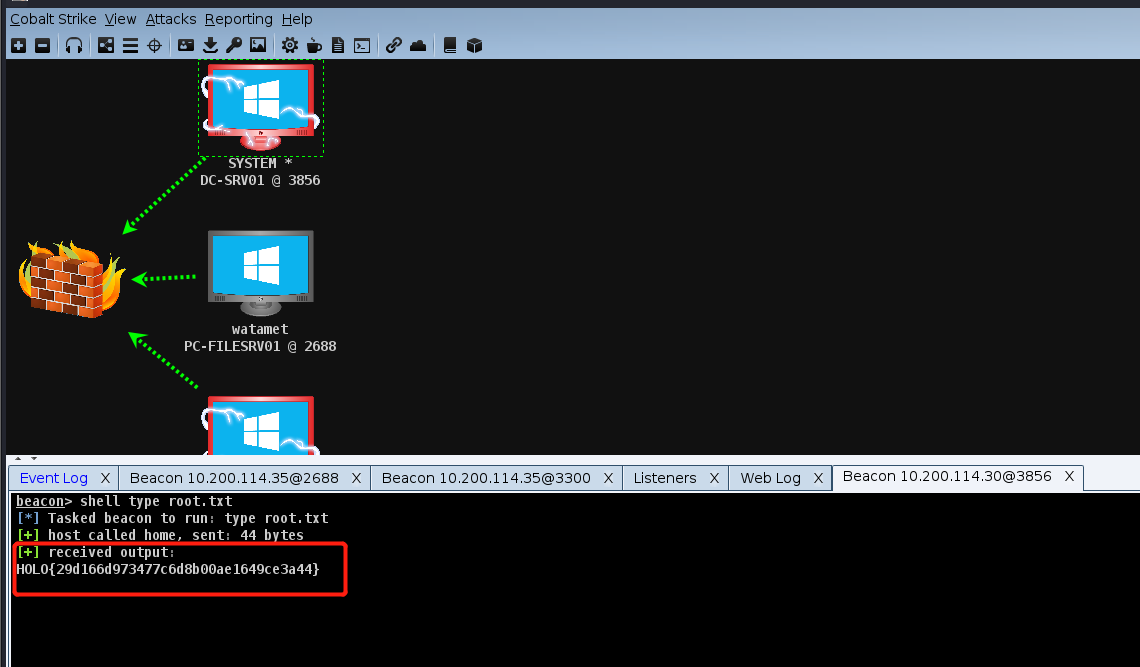 Cobalt Strike View Attacks Reporting Help
SYSTEM *
DC-SRV01 @ 3856
watamet
PC-FILESRV01 @ 2688
Event Log X Beacon 10.200.114.35@2688 X Beacon 10.200.114.35@3300 X Listeners X Web Log X Beacon 10.200.114.30@3856 X
beacon> shell type root.txt
[*] Tasked beacon to run: type root.txt
[+] host called home, sent: 44 bytes
[+] received output:
HOLO{29d166d973477c6d8b00ae1649ce3a44}